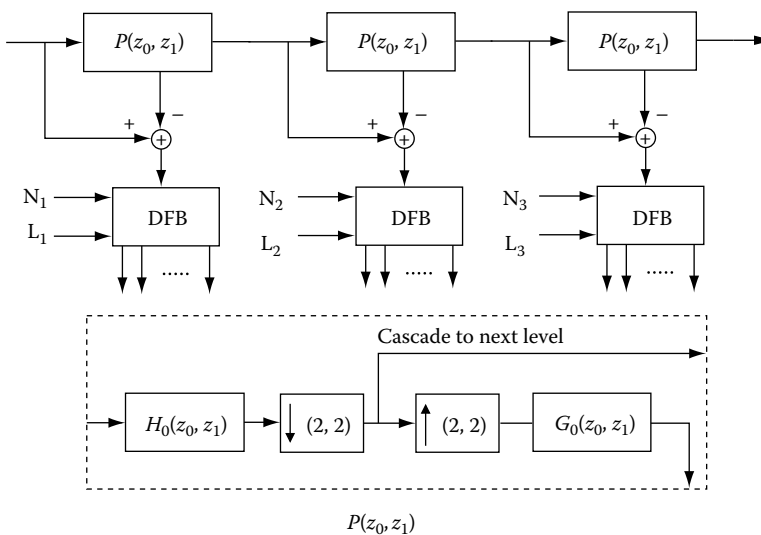 P(z₀, z₁) P(z₀, z₁) P(z₀, z₁)
− − −
+ + +
+ + +
N₁ N₂ N₃
DFB DFB DFB
L₁ L₂ L₃
..... ..... .....
Cascade to next level
H₀(z₀, z₁) ↓ (2, 2) ↑ (2, 2) G₀(z₀, z₁)
P(z₀, z₁)